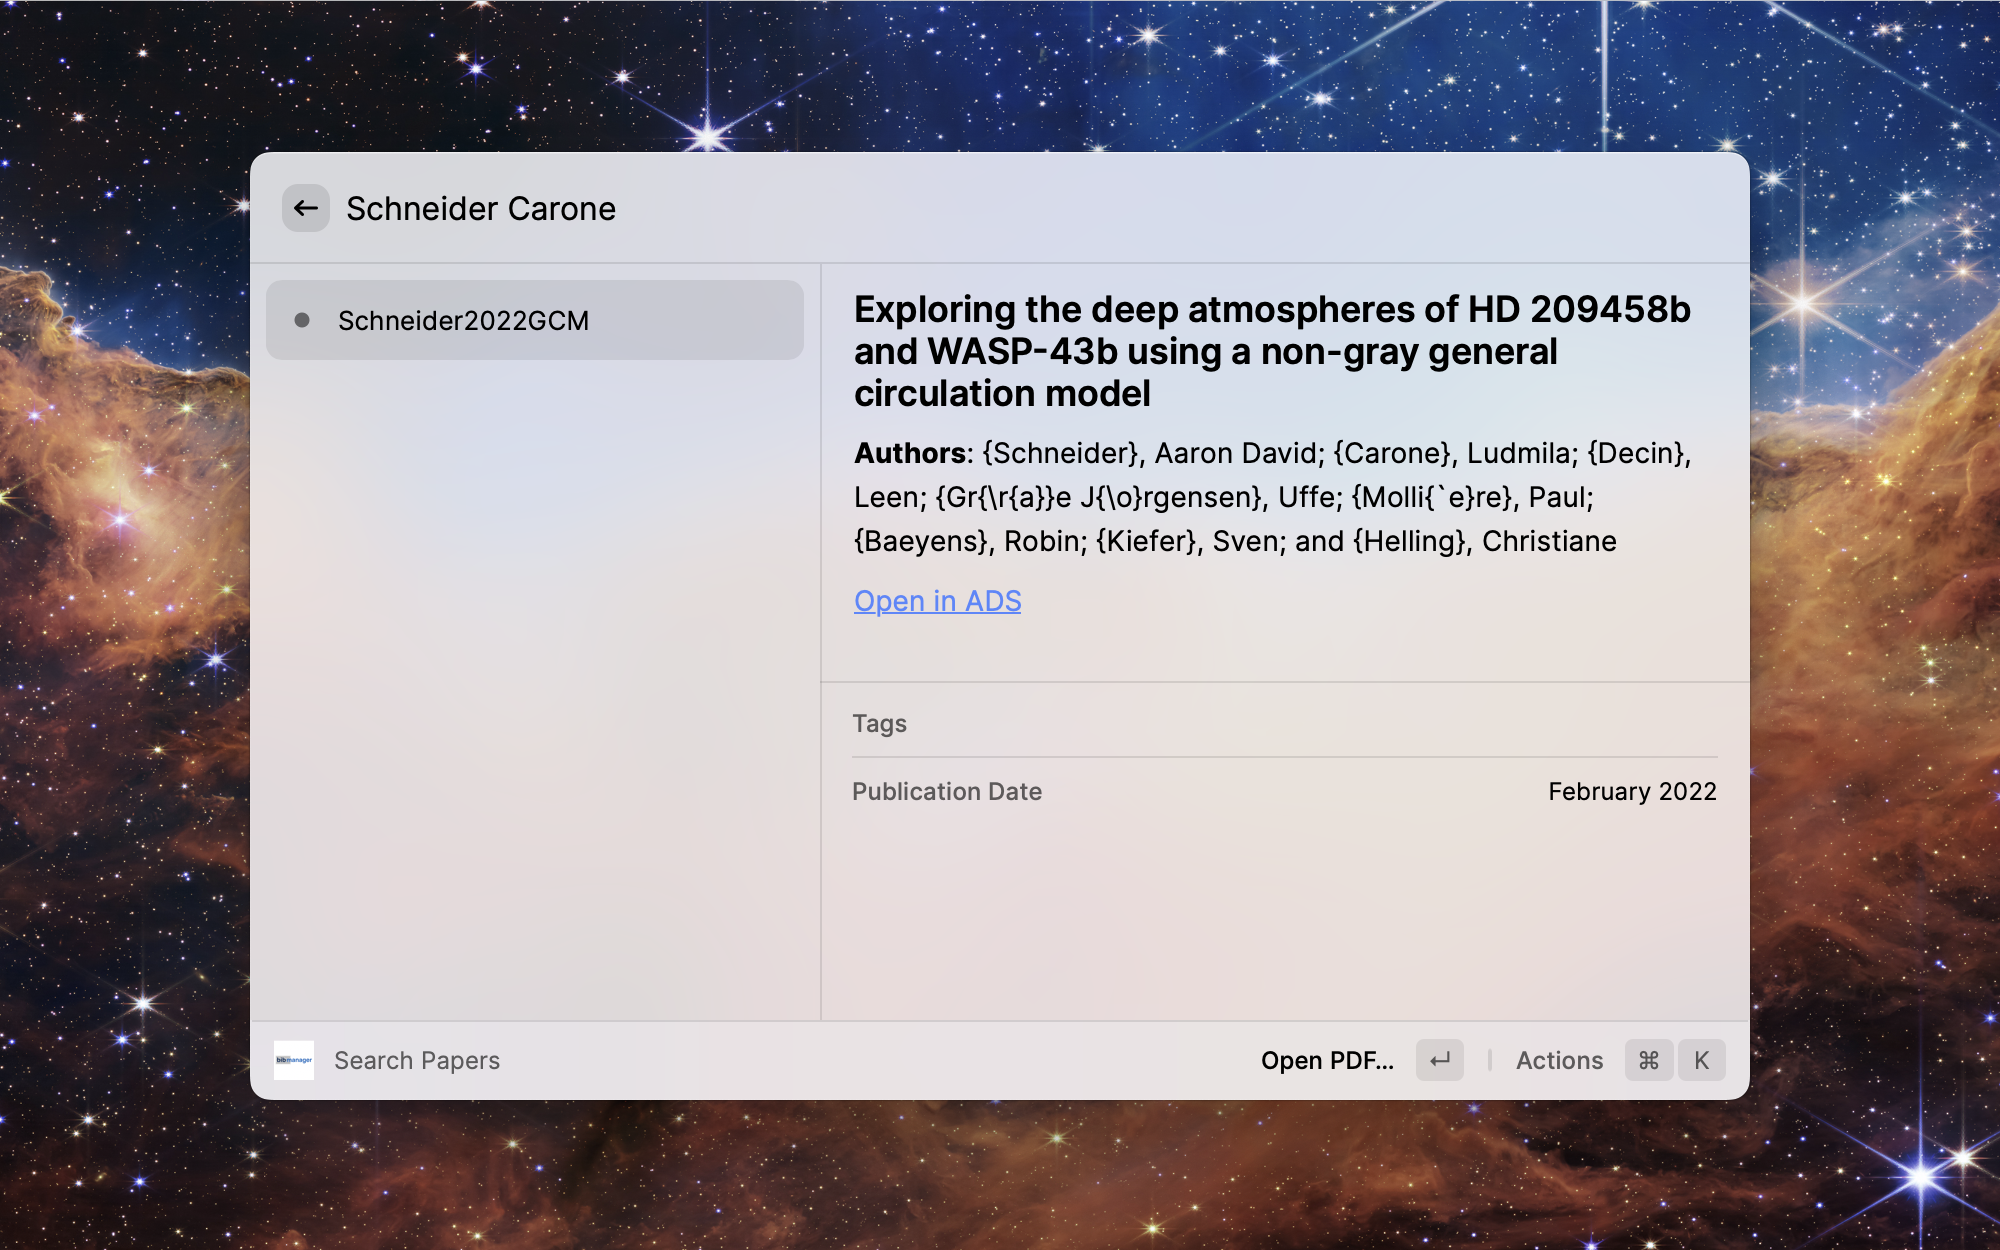 Schneider Carone
Schneider2022GCM
Exploring the deep atmospheres of HD 209458b
and WASP-43b using a non-gray general
circulation model
Authors: {Schneider}, Aaron David; {Carone}, Ludmila; {Decin},
Leen; {Gr{\r{a}}e J{\o}rgensen}, Uffe; {Molli{`e}re}, Paul;
{Baeyens}, Robin; {Kiefer}, Sven; and {Helling}, Christiane
Open in ADS
Tags
Publication Date February 2022
bibmanager Search Papers Open PDF... ↵ Actions ⌘ K